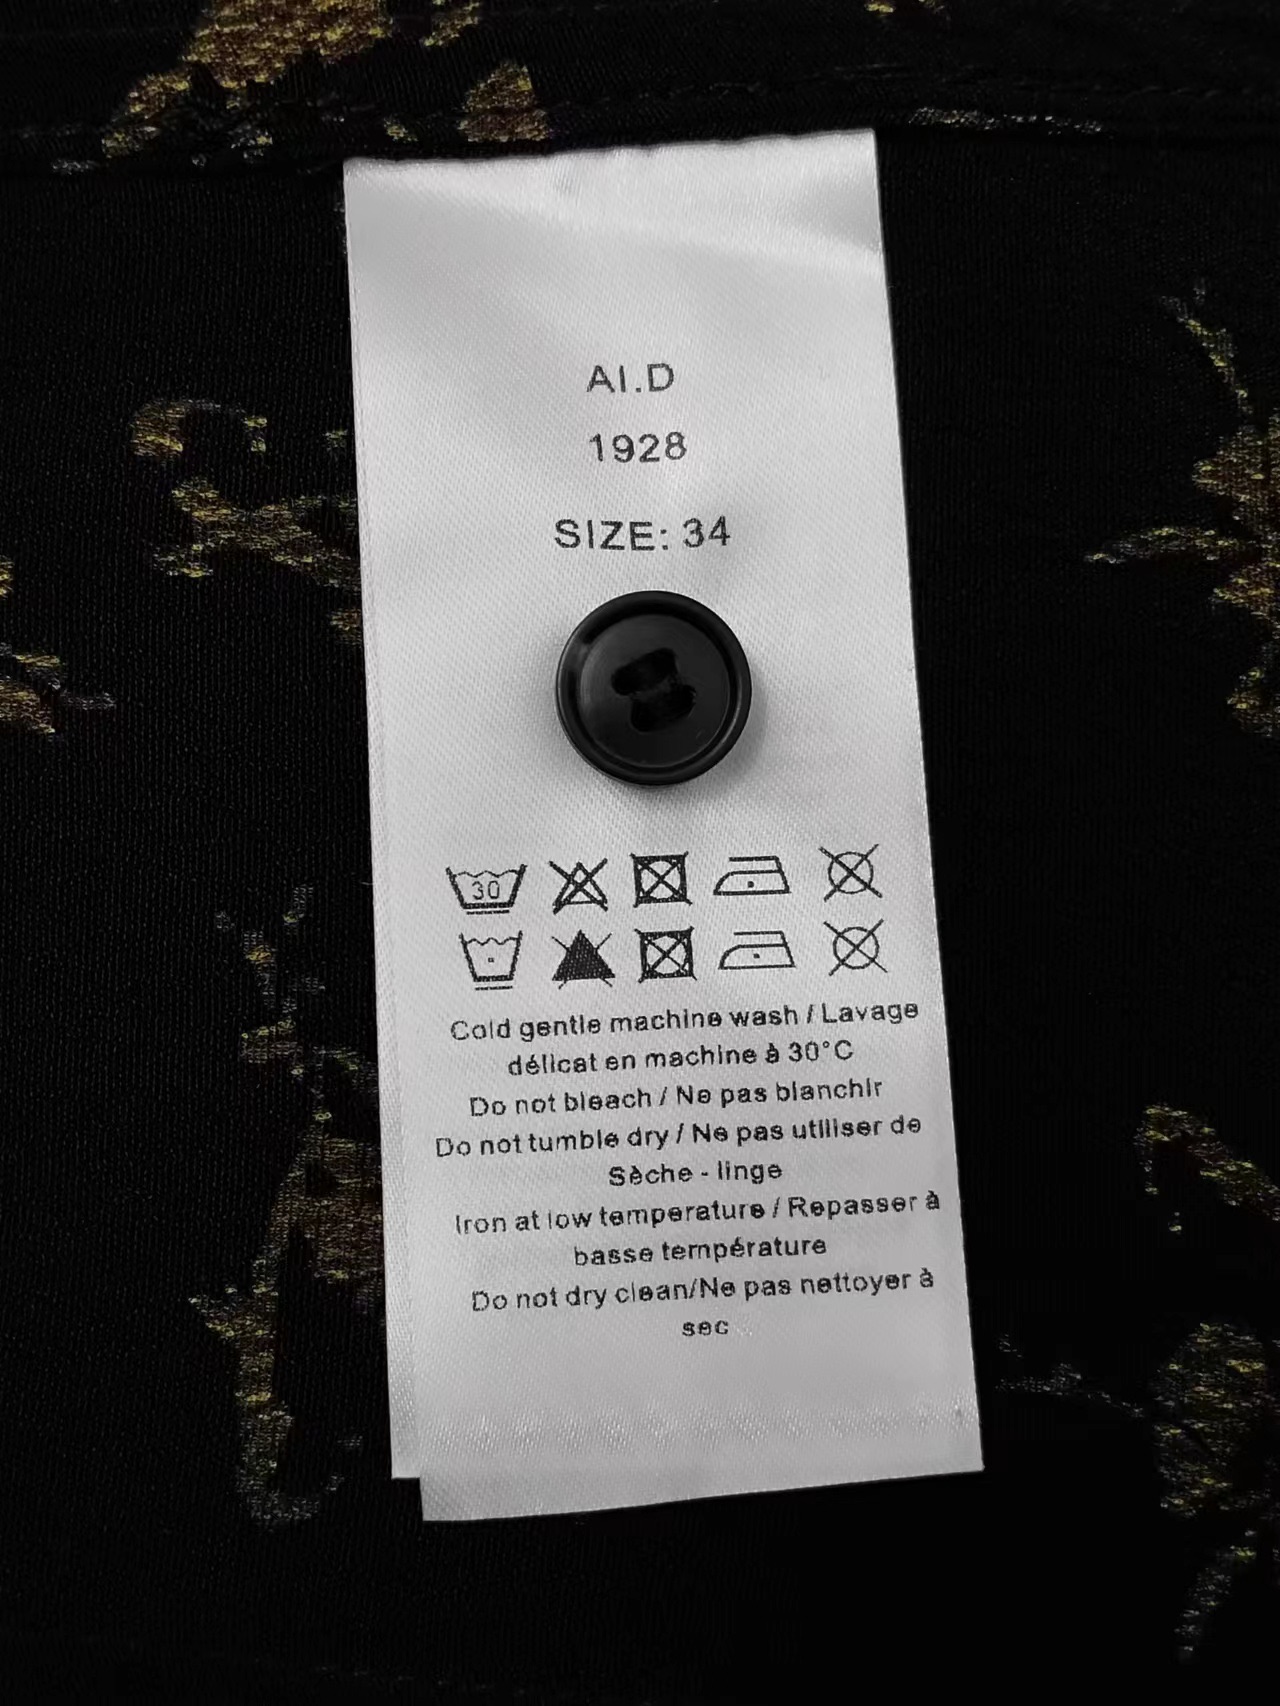 AI.D
1928
SIZE: 34
30
Cold gentle machine wash / Lavage
délicat en machine à 30°C
Do not bleach / Ne pas blanchir
Do not tumble dry / Ne pas utiliser de
Sèche - linge
Iron at low temperature / Repasser à
basse température
Do not dry clean/Ne pas nettoyer à
sec